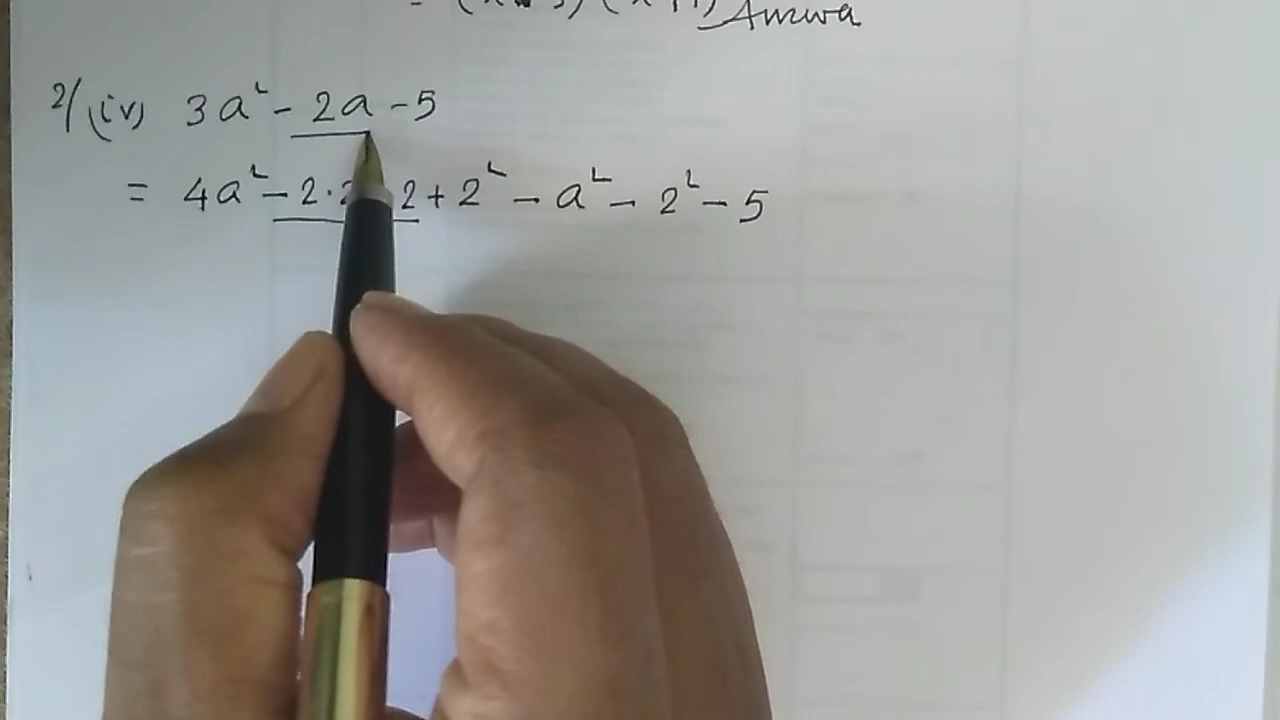 Answer
2/(iv) 3a² - 2a - 5
= 4a² - 2·2 2 + 2² - a² - 2² - 5